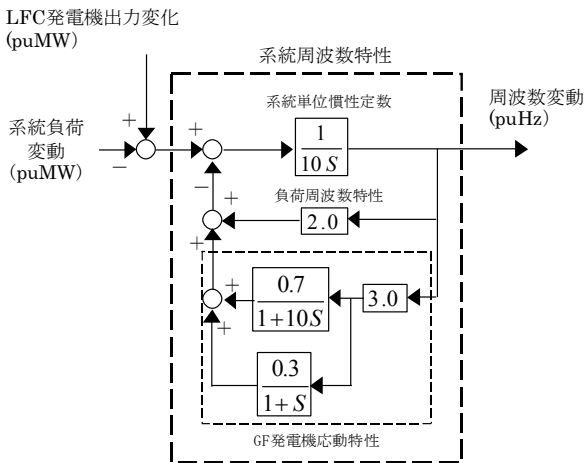 LFC発電機出力変化
(puMW)
系統周波数特性
系統単位慣性定数
周波数変動
(puHz)
系統負荷
変動
(puMW)
+
−
+
−
1
10 S
負荷周波数特性
+
2.0
+
+
0.7
1+10S
3.0
+
0.3
1+S
GF発電機応動特性